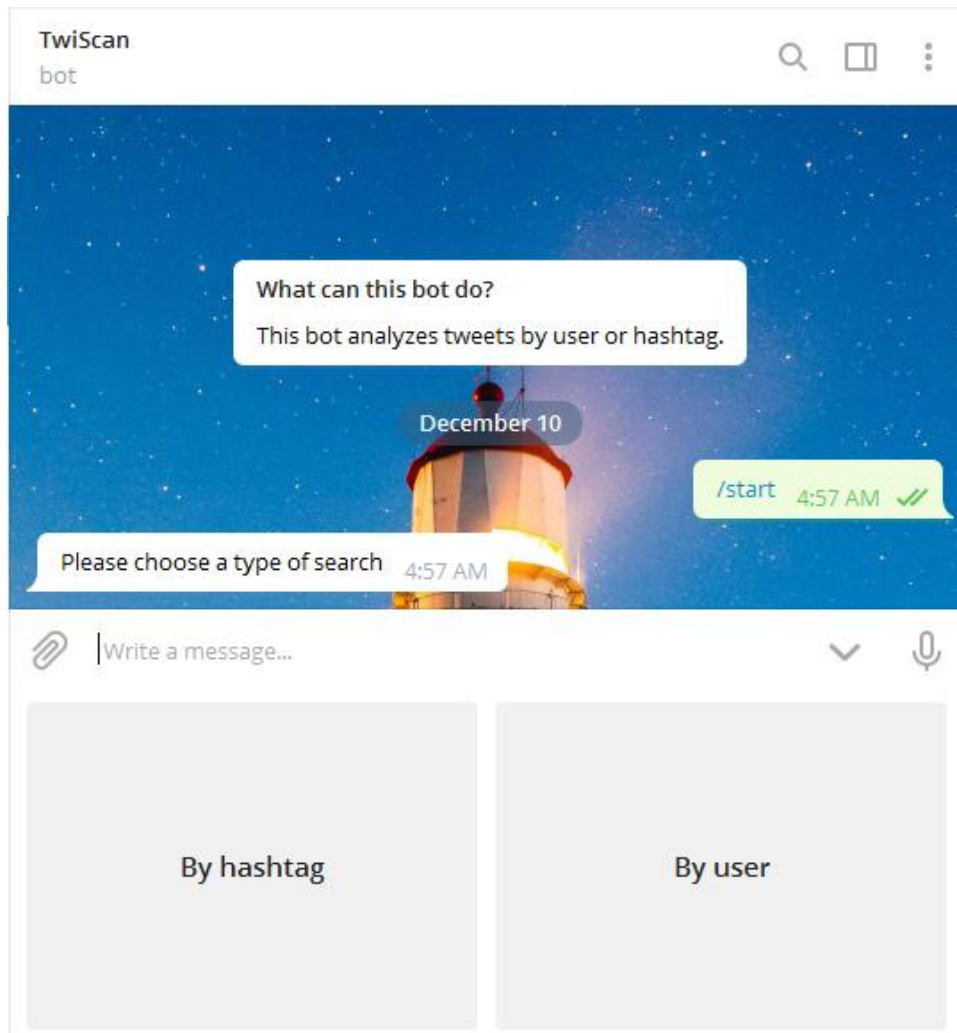 TwiScan
bot
What can this bot do?
This bot analyzes tweets by user or hashtag.
December 10
/start 4:57 AM
Please choose a type of search 4:57 AM
Write a message...
By hashtag
By user